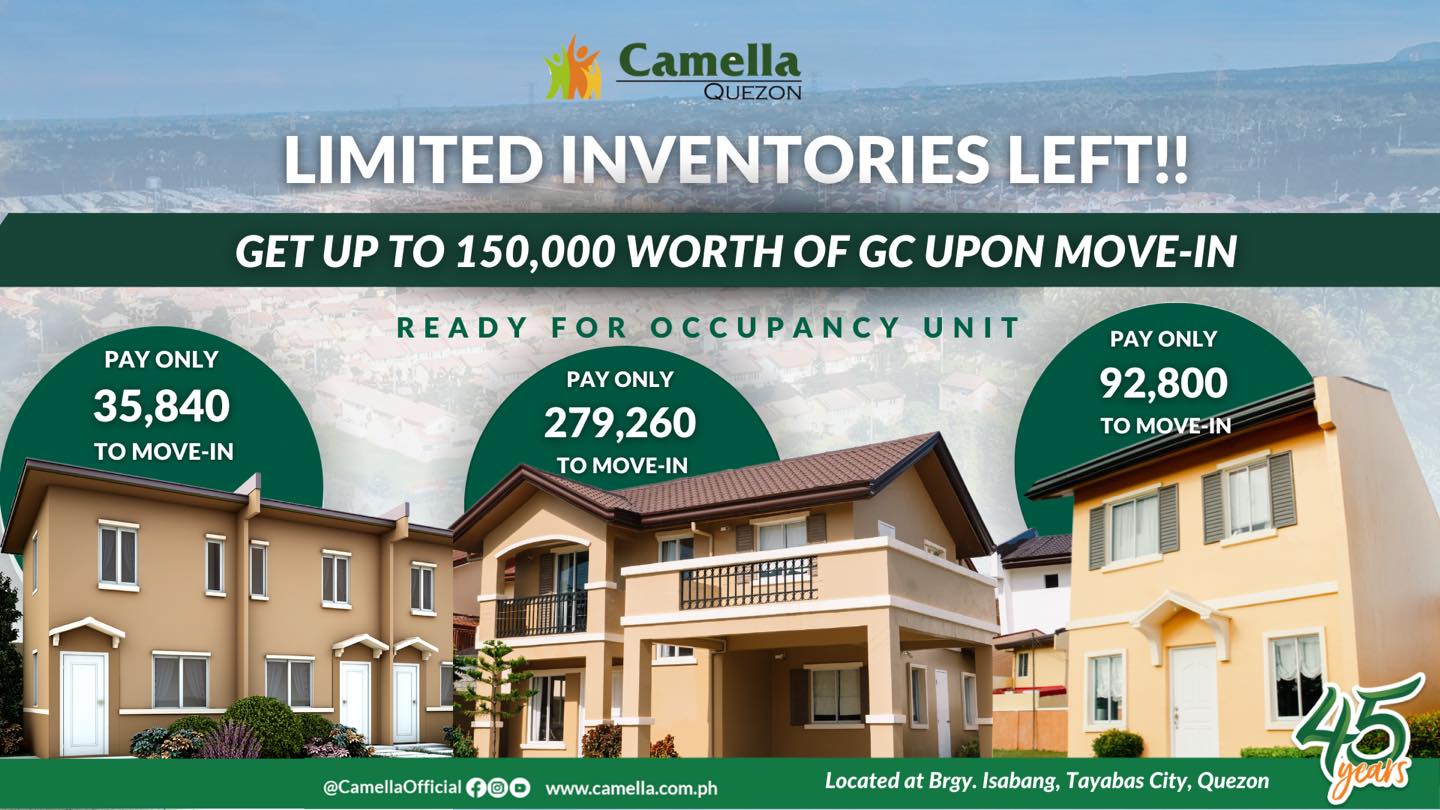 Camella
QUEZON
LIMITED INVENTORIES LEFT!!
GET UP TO 150,000 WORTH OF GC UPON MOVE-IN
READY FOR OCCUPANCY UNIT
PAY ONLY
35,840
TO MOVE-IN
PAY ONLY
279,260
TO MOVE-IN
PAY ONLY
92,800
TO MOVE-IN
@CamellaOfficial
www.camella.com.ph
Located at Brgy. Isabang, Tayabas City, Quezon
45
years